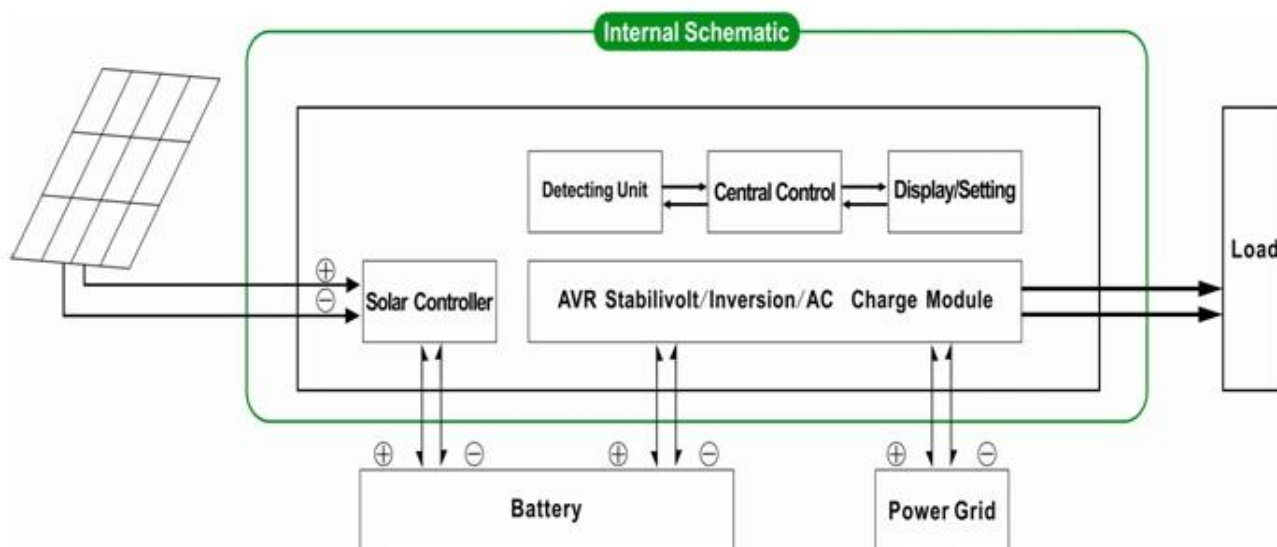 Internal Schematic
Detecting Unit
Central Control
Display/Setting
Load
⊕
⊖
Solar Controller
AVR Stabilivolt/Inversion/AC Charge Module
⊕ ⊖ ⊕ ⊖ ⊕ ⊖
Battery
Power Grid